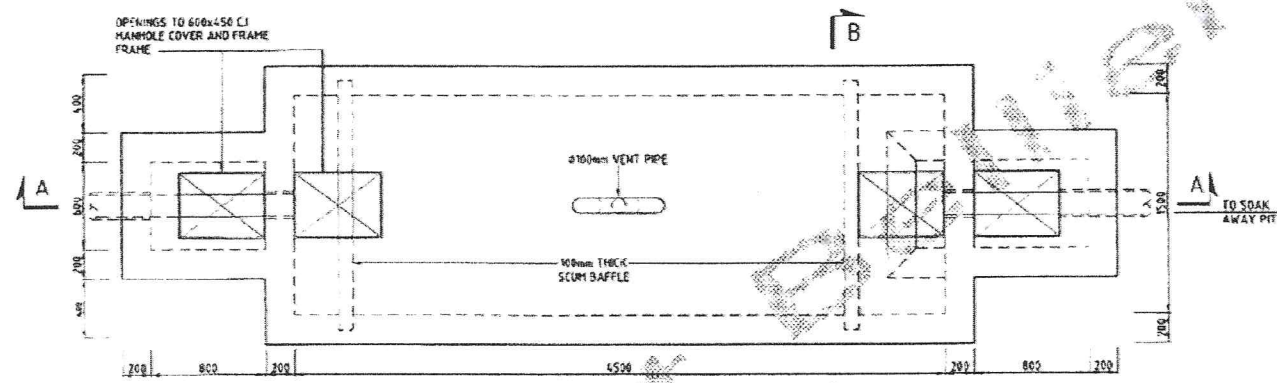 OPENINGS TO 600x450 C.I
MANHOLE COVER AND FRAME
FRAME
B
A
A
ø100mm VENT PIPE
TO SOAK
AWAY PIT
100mm THICK
SCUM BAFFLE
400
200
600
200
200
1500
200
200
800
200
4500
200
800
200